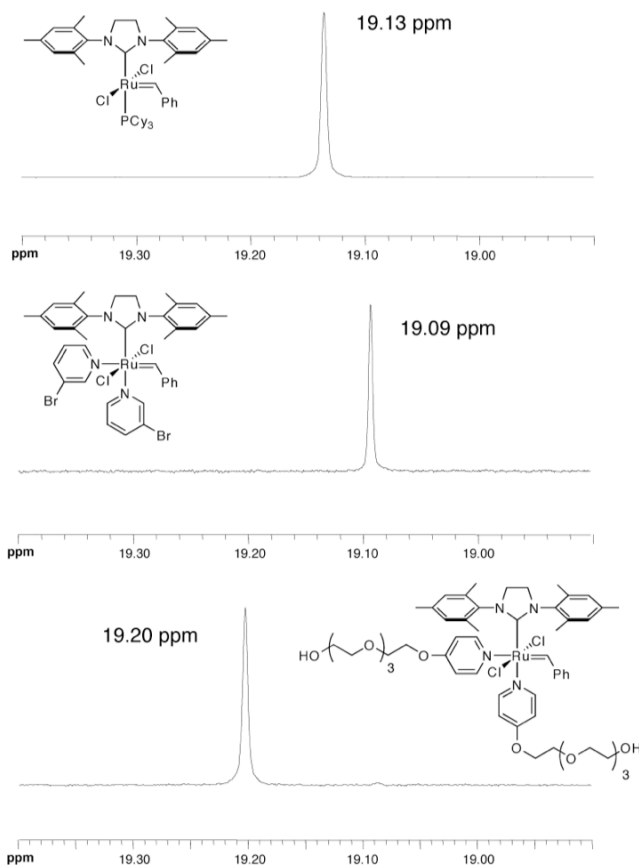 19.13 ppm
N
N
Cl
Ru
Cl
Ph
PCy3
ppm 19.30 19.20 19.10 19.00
N
N
19.09 ppm
Cl
N
Ru
Cl
Ph
Br
N
Br
ppm 19.30 19.20 19.10 19.00
19.20 ppm
N
N
Cl
HO
O
3
O
N
Ru
Cl
Ph
N
O
O
OH
3
ppm 19.30 19.20 19.10 19.00